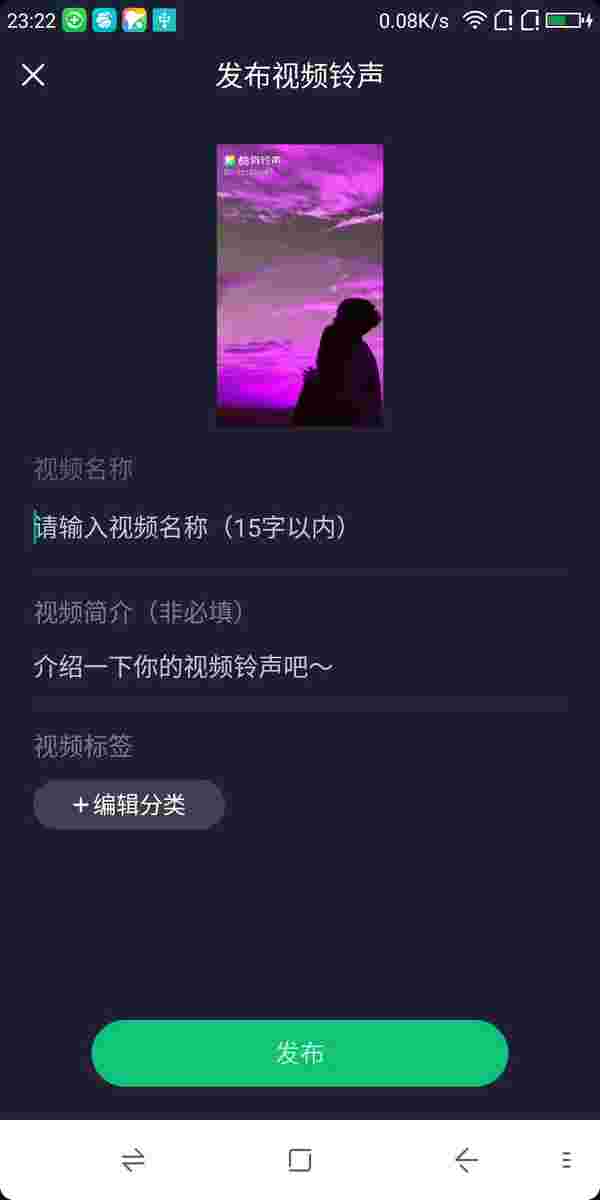 23:22
0.08K/s
发布视频铃声
酷狗铃声
视频名称
请输入视频名称（15字以内）
视频简介（非必填）
介绍一下你的视频铃声吧～
视频标签
+编辑分类
发布